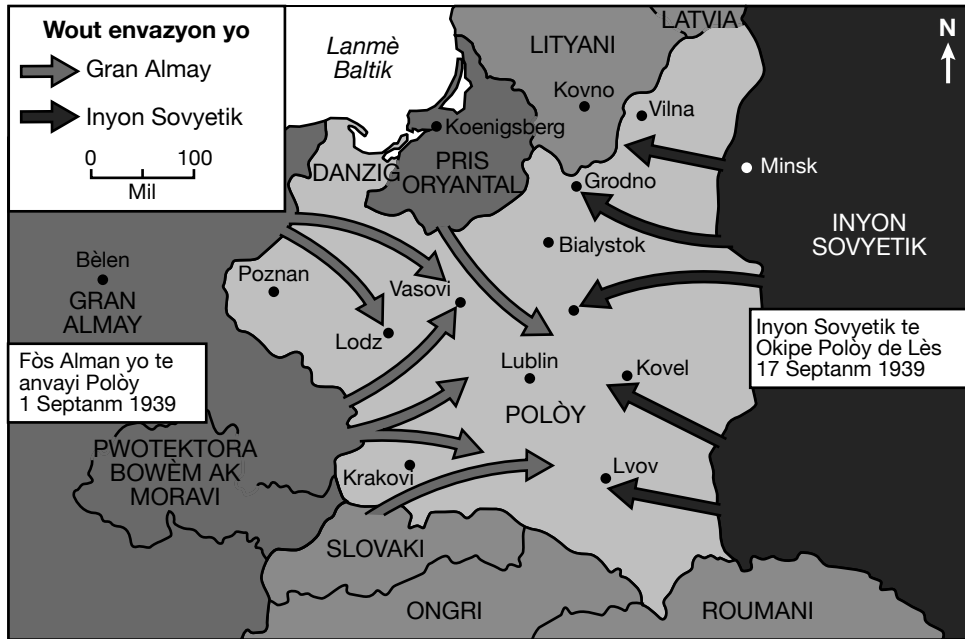 Wout envazyon yo
Gran Almay
Inyon Sovyetik
0 100
Mil
Lanmè
Baltik
LATVIA
N
LITYANI
Kovno
Vilna
Koenigsberg
DANZIG
PRIS
ORYANTAL
Minsk
Grodno
INYON
SOVYETIK
Bialystok
Bèlen
GRAN
ALMAY
Poznan
Vasovi
Lodz
Fòs Alman yo te
anvayi Polòy
1 Septanm 1939
Inyon Sovyetik te
Okipe Polòy de Lès
17 Septanm 1939
Lublin
Kovel
POLÒY
PWOTEKTORA
BOWÈM AK
MORAVI
Krakovi
Lvov
SLOVAKI
ONGRI
ROUMANI